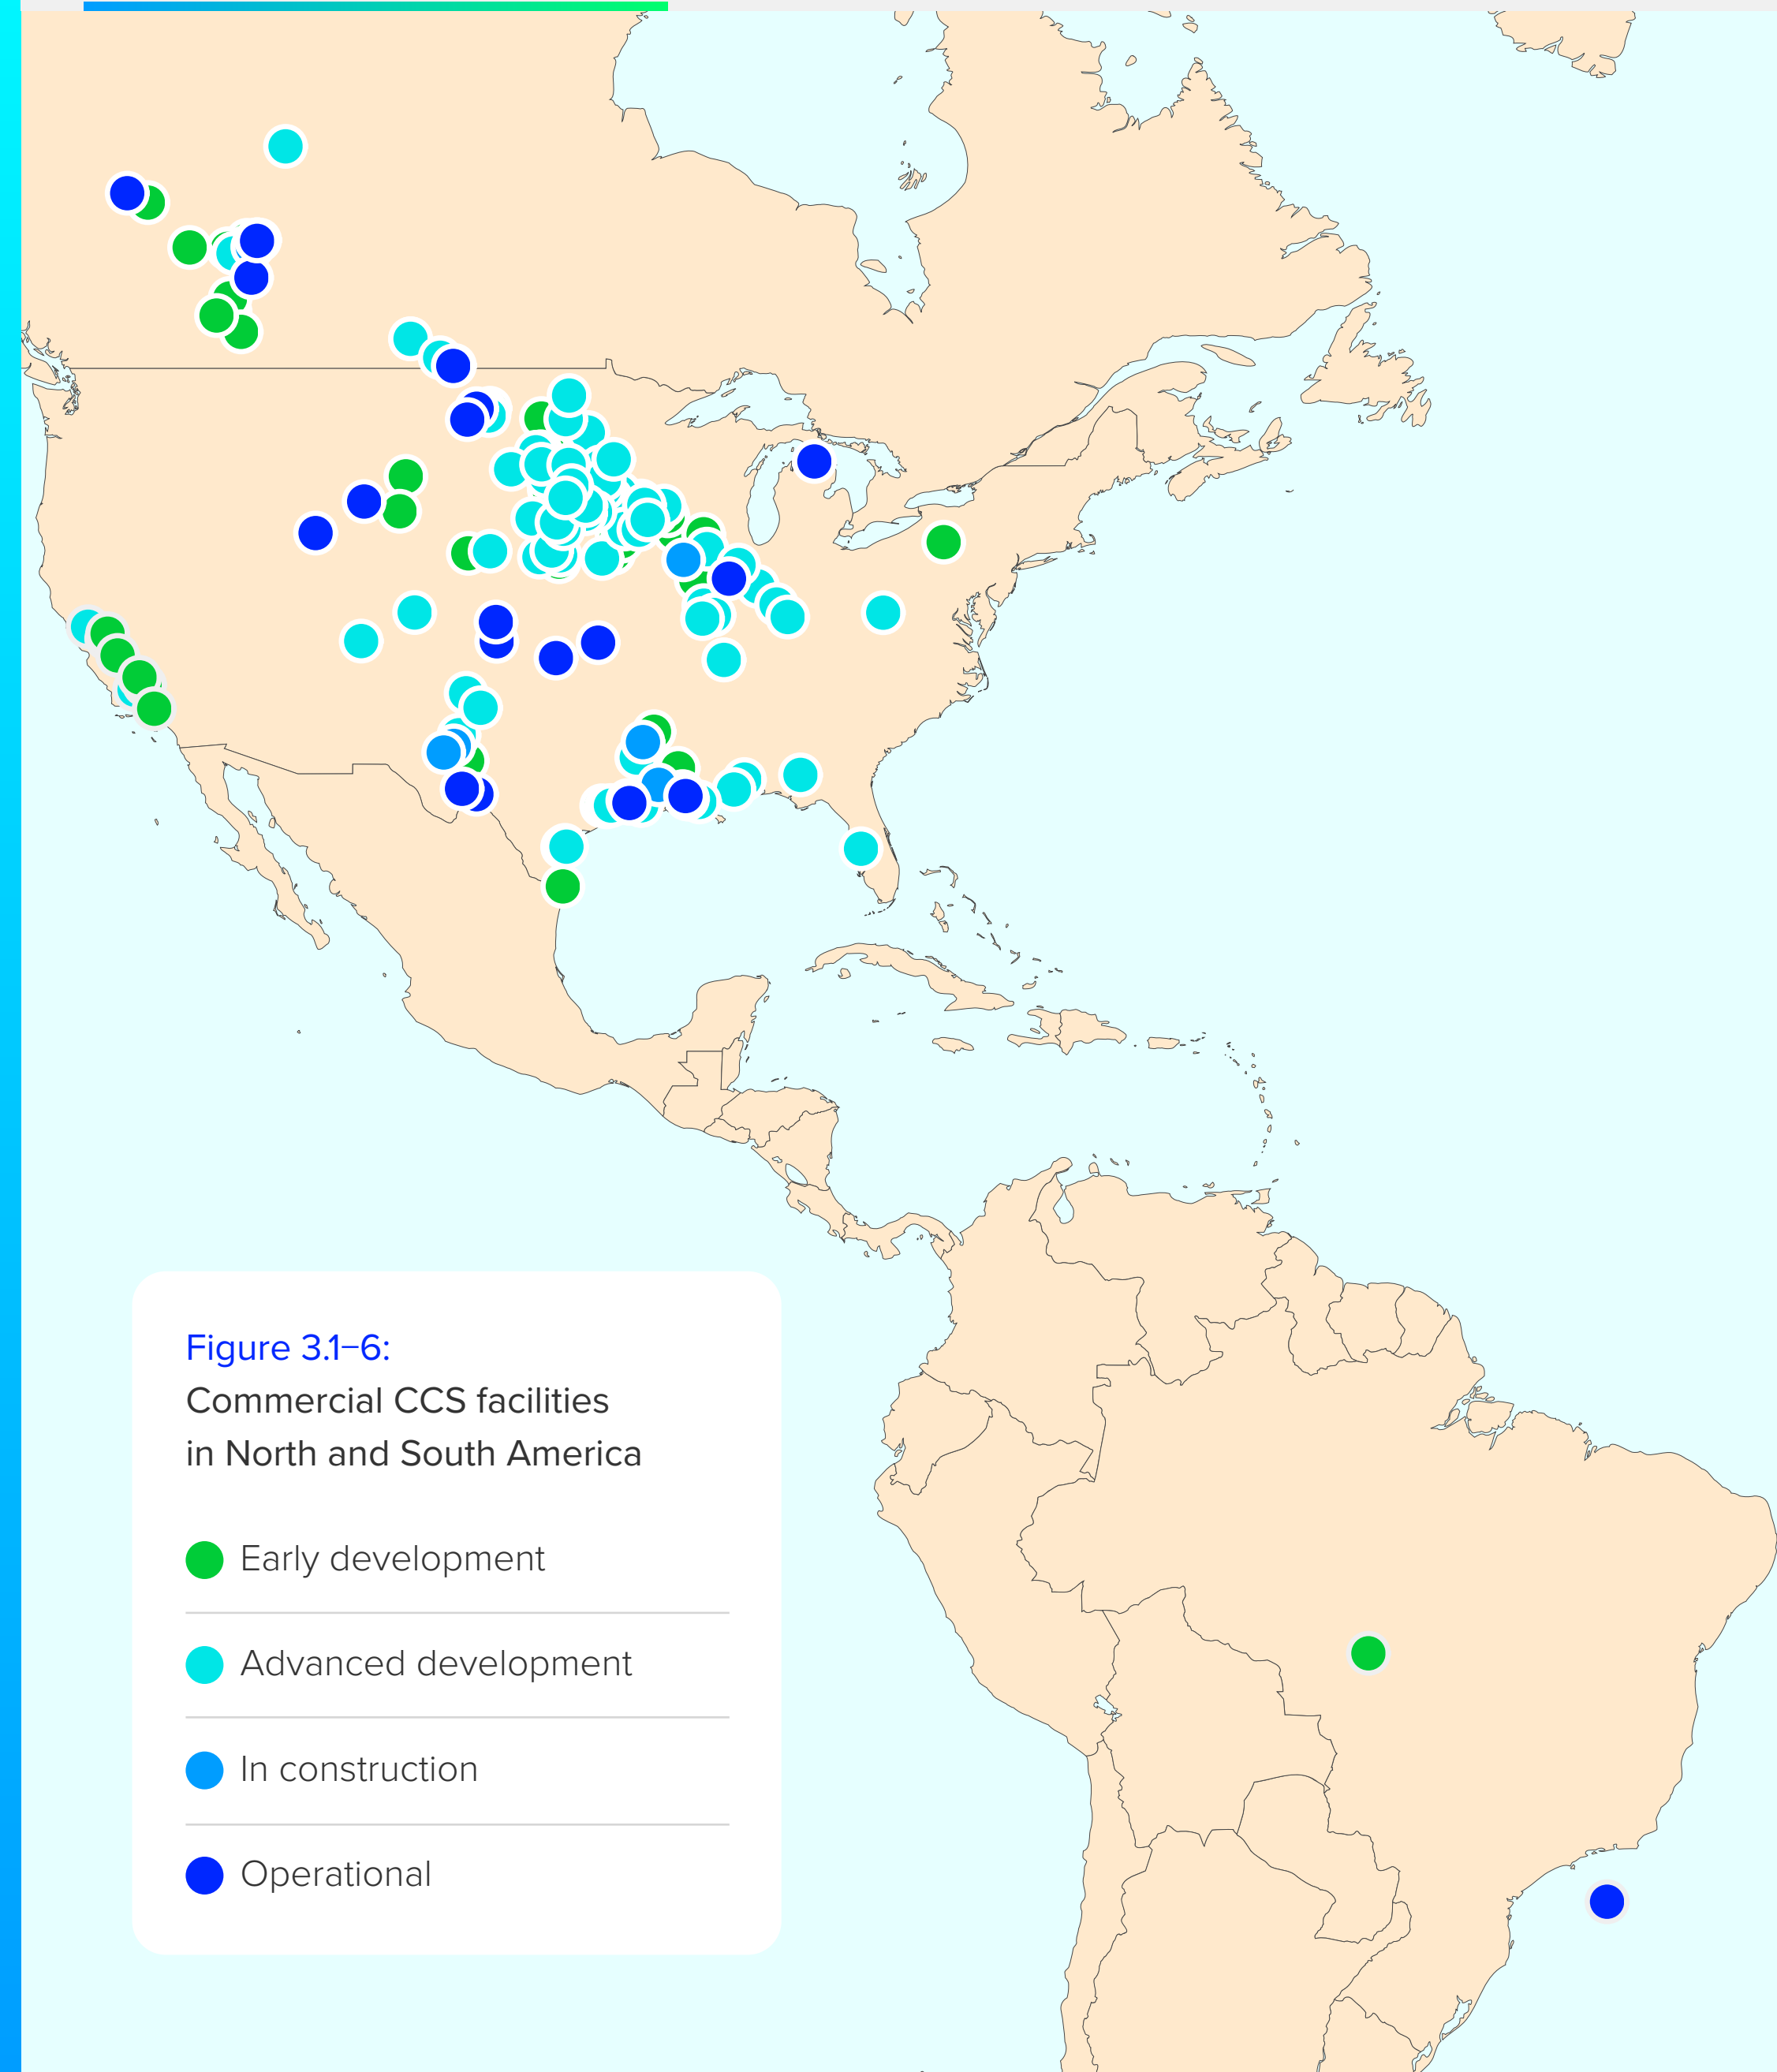 Figure 3.1–6:
Commercial CCS facilities
in North and South America
Early development
Advanced development
In construction
Operational